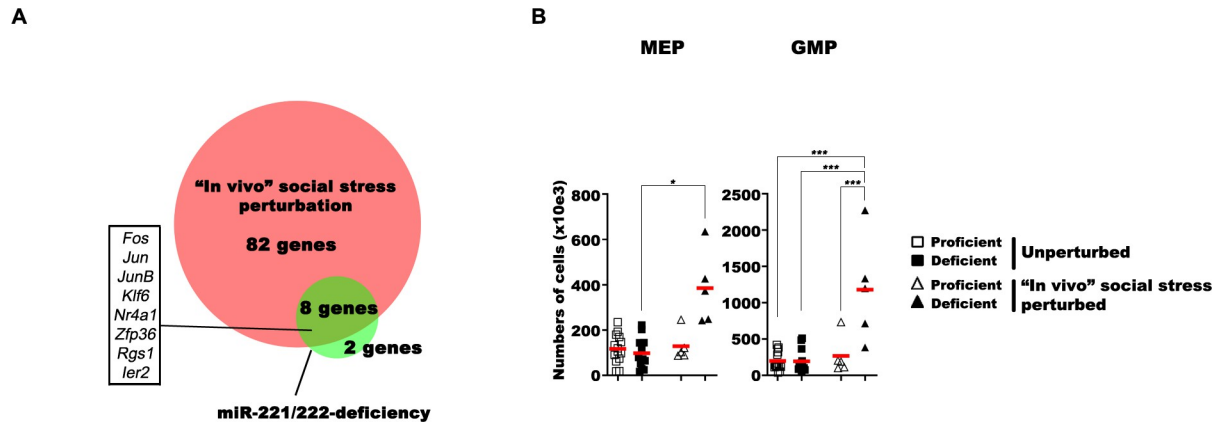 A
"In vivo" social stress
perturbation
82 genes
Fos
Jun
JunB
Klf6
Nr4a1
Zfp36
Rgs1
Ier2
8 genes
2 genes
miR-221/222-deficiency
B
MEP
GMP
Numbers of cells (x10e3)
800
600
400
200
0
*
2500
2000
1500
1000
500
0
***
***
***
Proficient
Deficient
Unperturbed
Proficient
Deficient
"In vivo" social stress
perturbed